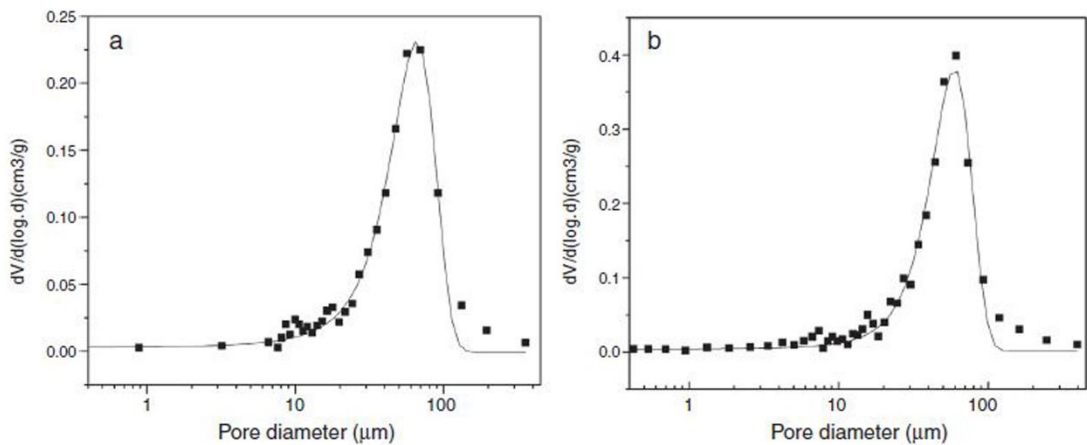 a
0.25
0.20
0.15
0.10
0.05
0.00
dV/d(log.d)(cm3/g)
1 10 100
Pore diameter (μm)
b
0.4
0.3
0.2
0.1
0.0
dV/d(log.d)(cm3/g)
1 10 100
Pore diameter (μm)